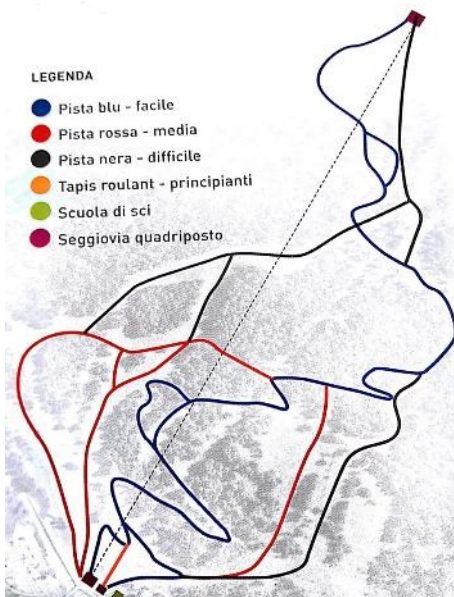 LEGENDA
Pista blu - facile
Pista rossa - media
Pista nera - difficile
Tapis roulant - principianti
Scuola di sci
Seggiovia quadriposto